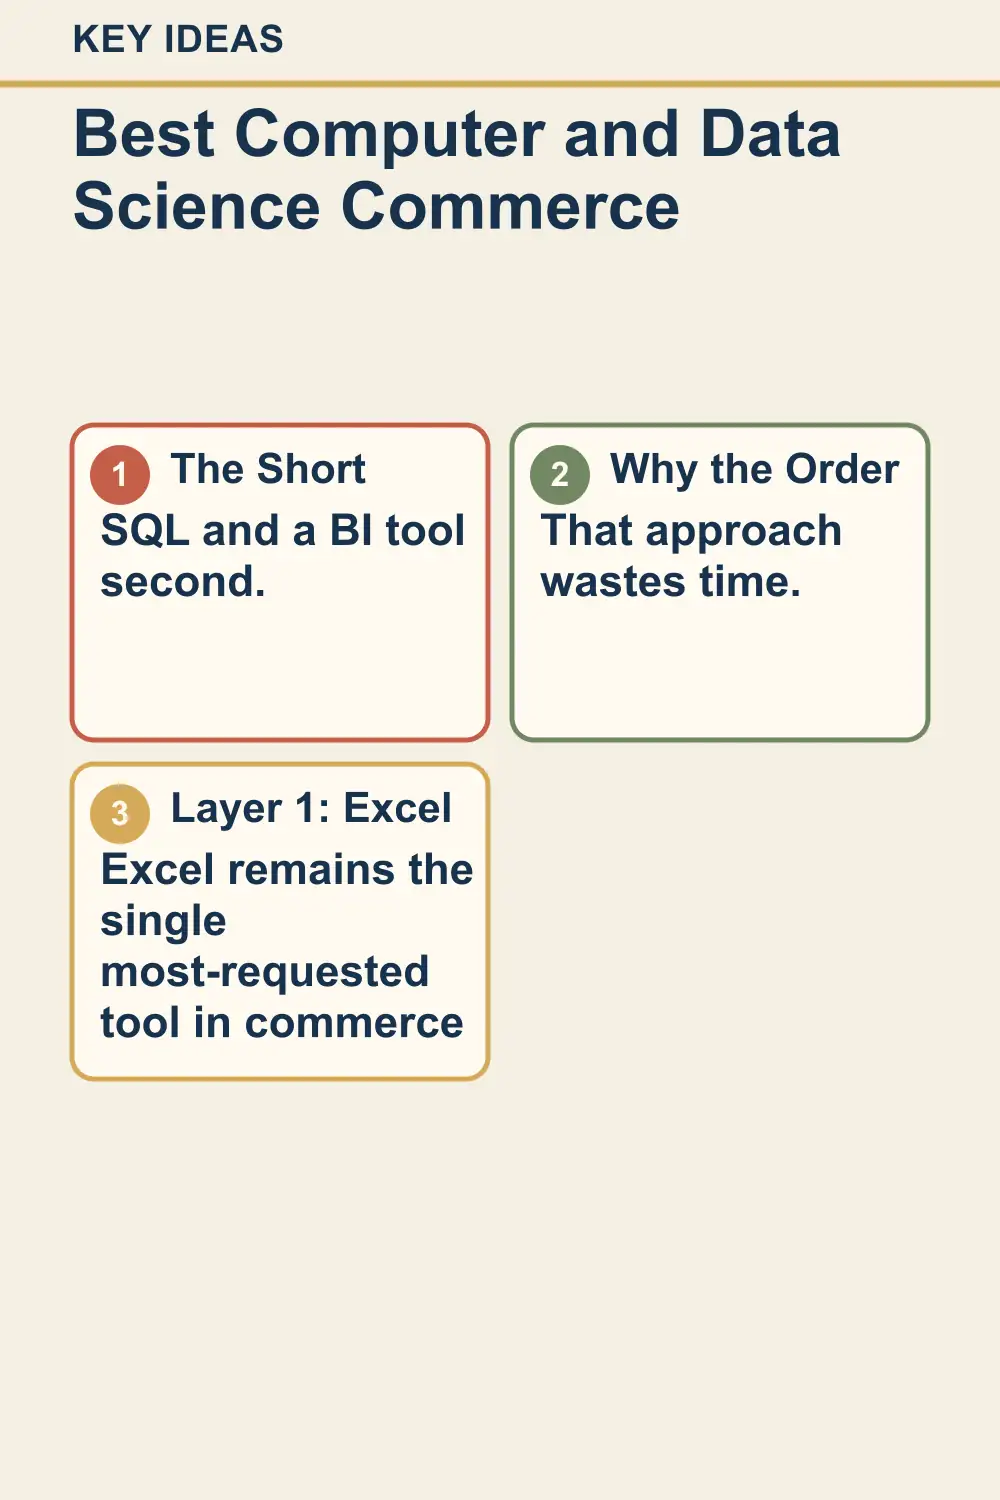 KEY IDEAS
Best Computer and Data
Science Commerce
1 The Short
SQL and a BI tool
second.
2 Why the Order
That approach
wastes time.
3 Layer 1: Excel
Excel remains the
single
most-requested
tool in commerce